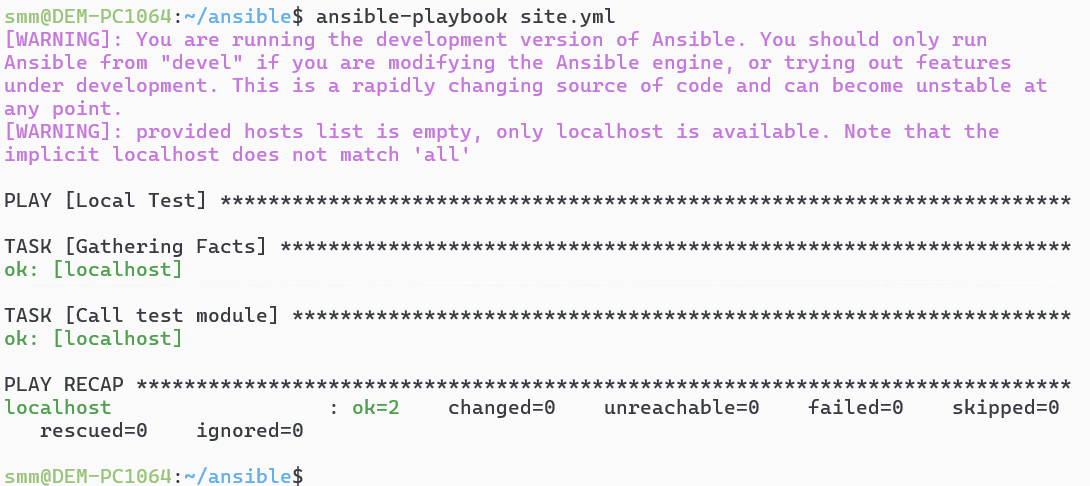 smm@DEM-PC1064:~/ansible$ ansible-playbook site.yml
[WARNING]: You are running the development version of Ansible. You should only run
Ansible from "devel" if you are modifying the Ansible engine, or trying out features
under development. This is a rapidly changing source of code and can become unstable at
any point.
[WARNING]: provided hosts list is empty, only localhost is available. Note that the
implicit localhost does not match 'all'
PLAY [Local Test] ***********************************************************************
TASK [Gathering Facts] ******************************************************************
ok: [localhost]
TASK [Call test module] *****************************************************************
ok: [localhost]
PLAY RECAP ******************************************************************************
localhost                  : ok=2    changed=0    unreachable=0    failed=0    skipped=0
   rescued=0    ignored=0
smm@DEM-PC1064:~/ansible$